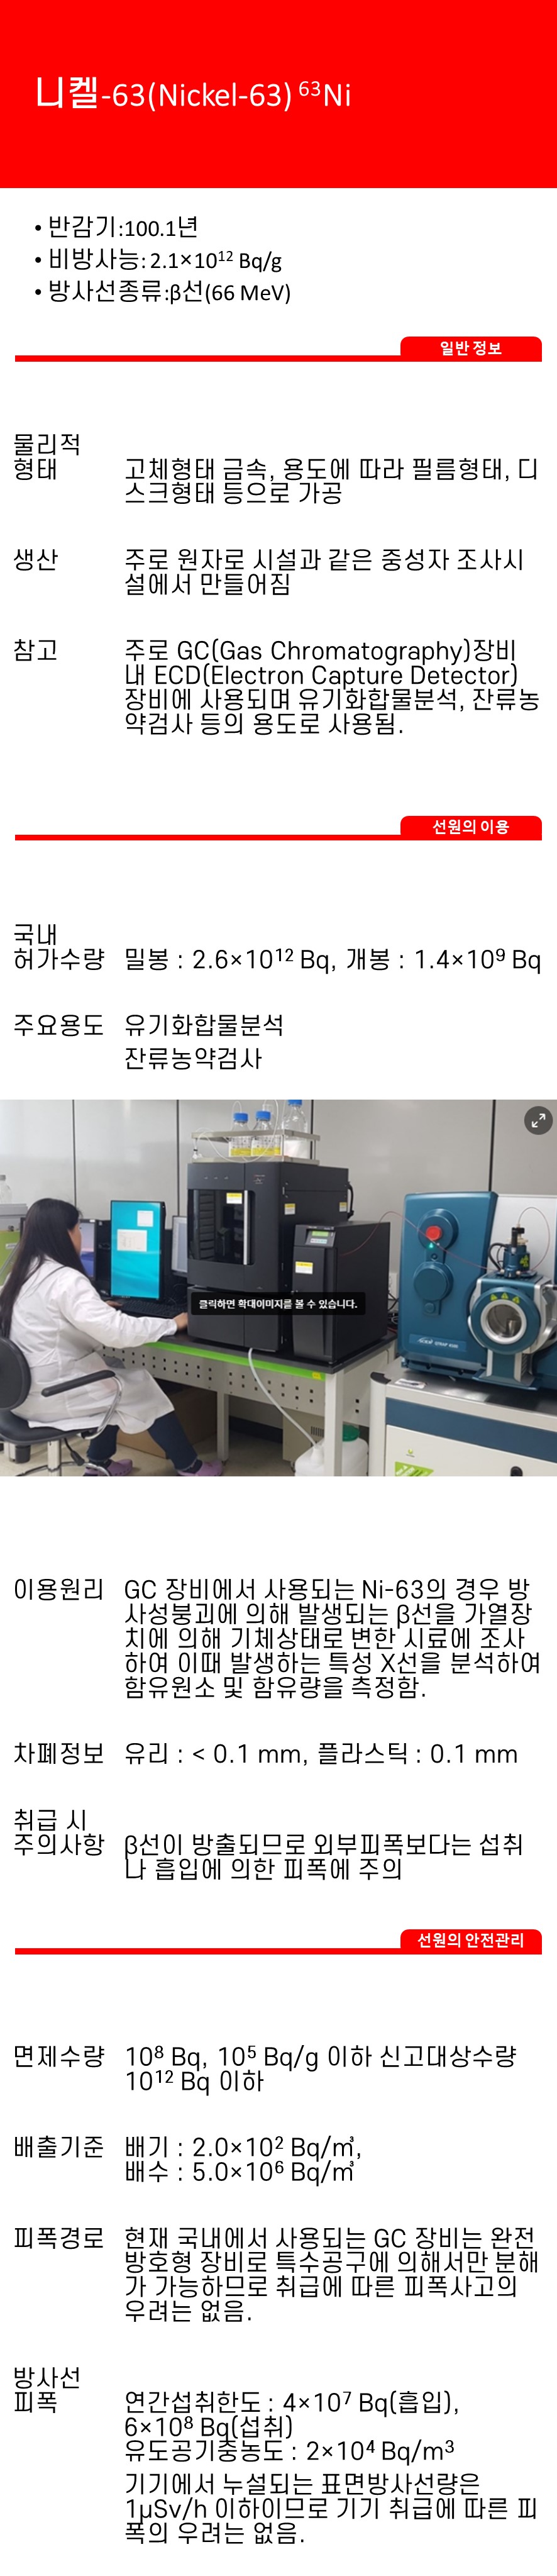 니켈-63(Nickel-63) ⁶³Ni
• 반감기:100.1년
• 비방사능: 2.1×10¹² Bq/g
• 방사선종류:β선(66 MeV)
일반 정보
물리적
형태
고체형태 금속, 용도에 따라 필름형태, 디
스크형태 등으로 가공
생산
주로 원자로 시설과 같은 중성자 조사시
설에서 만들어짐
참고
주로 GC(Gas Chromatography)장비
내 ECD(Electron Capture Detector)
장비에 사용되며 유기화합물분석, 잔류농
약검사 등의 용도로 사용됨.
선원의 이용
국내
허가수량
밀봉 : 2.6×10¹² Bq, 개봉 : 1.4×10⁹ Bq
주요용도
유기화합물분석
잔류농약검사
클릭하면 확대이미지를 볼 수 있습니다.
이용원리
GC 장비에서 사용되는 Ni-63의 경우 방
사성붕괴에 의해 발생되는 β선을 가열장
치에 의해 기체상태로 변한 시료에 조사
하여 이때 발생하는 특성 X선을 분석하여
함유원소 및 함유량을 측정함.
차폐정보
유리 : < 0.1 mm, 플라스틱 : 0.1 mm
취급 시
주의사항
β선이 방출되므로 외부피폭보다는 섭취
나 흡입에 의한 피폭에 주의
선원의 안전관리
면제수량
10⁸ Bq, 10⁵ Bq/g 이하 신고대상수량
10¹² Bq 이하
배출기준
배기 : 2.0×10² Bq/㎥,
배수 : 5.0×10⁶ Bq/㎥
피폭경로
현재 국내에서 사용되는 GC 장비는 완전
방호형 장비로 특수공구에 의해서만 분해
가 가능하므로 취급에 따른 피폭사고의
우려는 없음.
방사선
피폭
연간섭취한도 : 4×10⁷ Bq(흡입),
6×10⁸ Bq(섭취)
유도공기중농도 : 2×10⁴ Bq/m³
기기에서 누설되는 표면방사선량은
1μSv/h 이하이므로 기기 취급에 따른 피
폭의 우려는 없음.